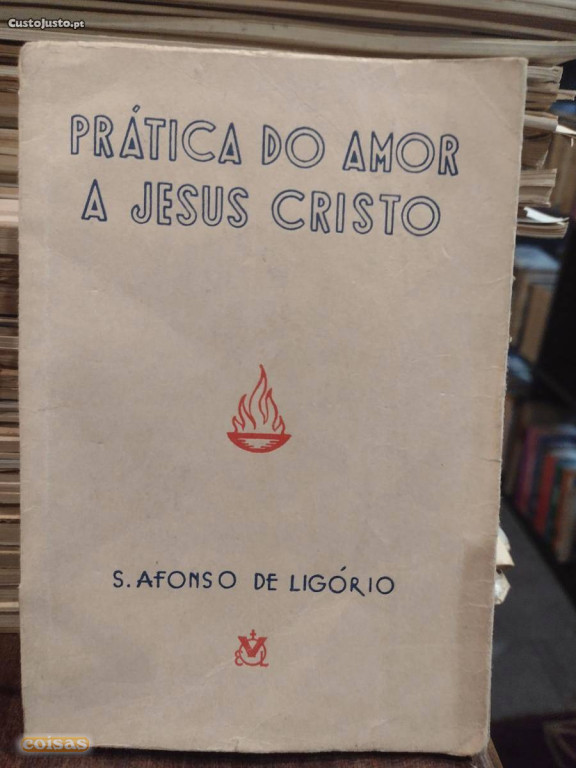 CustoJusto.pt
PRÁTICA DO AMOR
A JESUS CRISTO
S. AFONSO DE LIGÓRIO
coisas